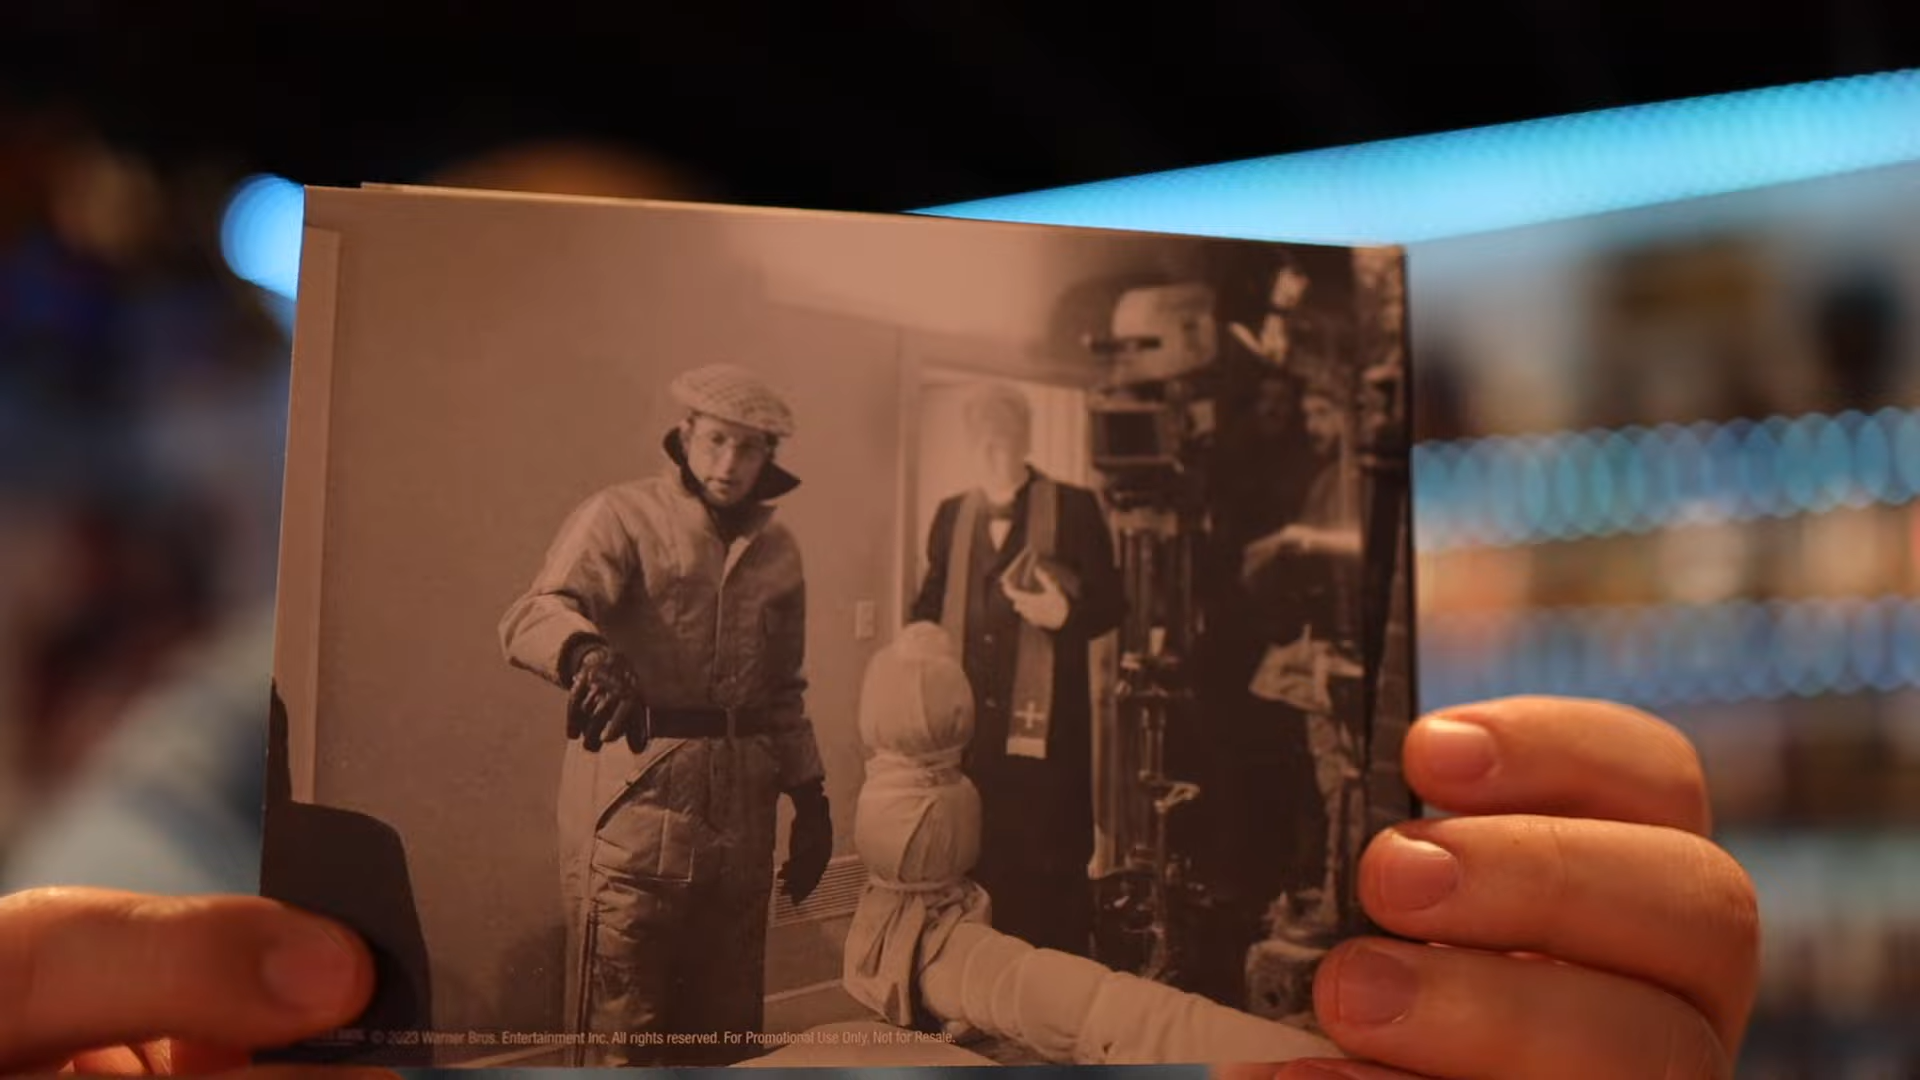 © 2023 Warner Bros. Entertainment Inc. All rights reserved. For Promotional Use Only, Not for Resale.